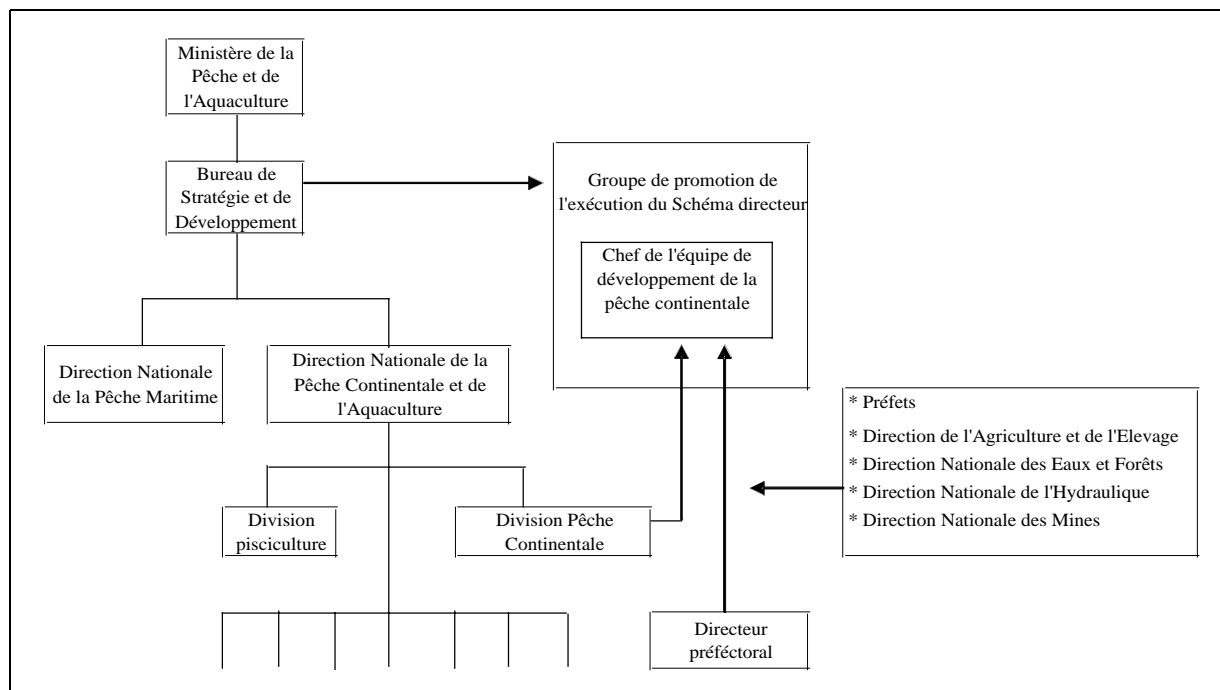 Ministère de la
Pêche et de
l'Aquaculture
Bureau de
Stratégie et de
Développement
Groupe de promotion de
l'exécution du Schéma directeur
Chef de l'équipe de
développement de la
pêche continentale
Direction Nationale
de la Pêche Maritime
Direction Nationale de la
Pêche Continentale et de
l'Aquaculture
* Préfets
* Direction de l'Agriculture et de l'Elevage
* Direction Nationale des Eaux et Forêts
* Direction Nationale de l'Hydraulique
* Direction Nationale des Mines
Division
pisciculture
Division Pêche
Continentale
Directeur
préféctoral